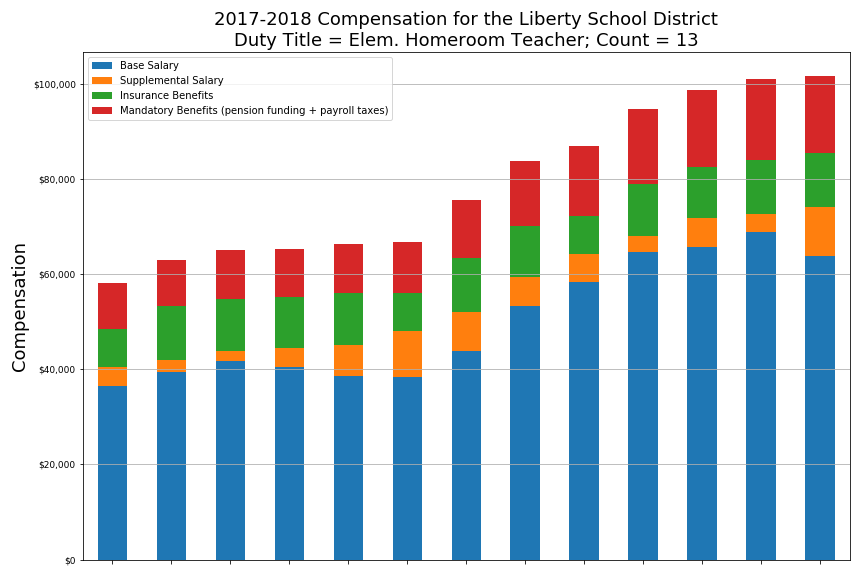 2017-2018 Compensation for the Liberty School District
Duty Title = Elem. Homeroom Teacher; Count = 13
Base Salary
Supplemental Salary
Insurance Benefits
Mandatory Benefits (pension funding + payroll taxes)
$100,000
$80,000
$60,000
$40,000
$20,000
$0
Compensation